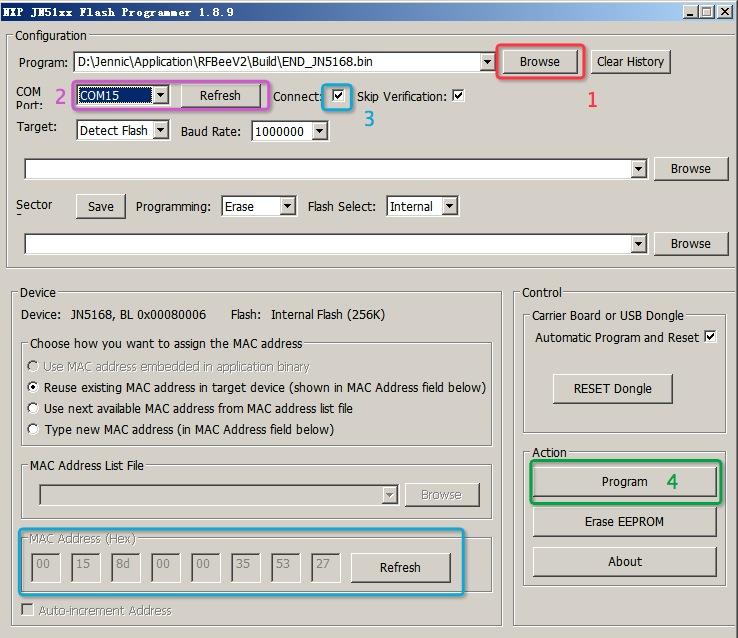 NXP JN51xx Flash Programmer 1.8.9
Configuration
Program: D:\Jennic\Application\RFBeeV2\Build\END_JN5168.bin Browse Clear History
1
COM Port: 2 COM15 Refresh Connect: Skip Verification:
3
Target: Detect Flash Baud Rate: 1000000
Browse
Sector Save Programming: Erase Flash Select: Internal
Browse
Device
Device: JN5168, BL 0x00080006 Flash: Internal Flash (256K)
Choose how you want to assign the MAC address
Use MAC address embedded in application binary
Reuse existing MAC address in target device (shown in MAC Address field below)
Use next available MAC address from MAC address list file
Type new MAC address (in MAC Address field below)
MAC Address List File
Browse
MAC Address (Hex)
00 15 8d 00 00 35 53 27 Refresh
Auto-increment Address
Control
Carrier Board or USB Dongle
Automatic Program and Reset
RESET Dongle
Action
Program 4
Erase EEPROM
About